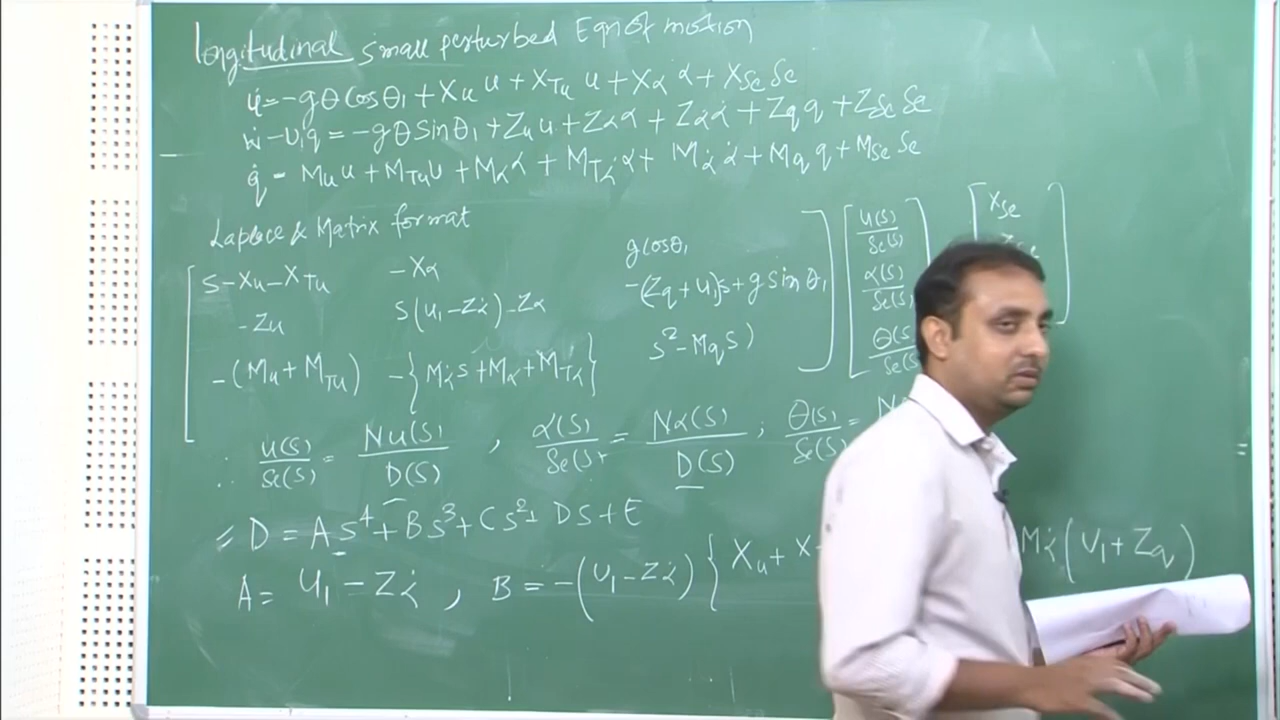 Longitudinal small perturbed Eqn of motion
u̇ = -gθ Cosθ₁ + Xu u + XTu u + Xα α + Xδe δe
ẇ - U₁q = -gθ Sinθ₁ + Zu u + Zα α + Zα̇ α̇ + Zq q + Zδe δe
q̇ = Mu u + MTu u + Mα α + MTα α + Mα̇ α̇ + Mq q + Mδe δe
Laplace & Matrix format
S - Xu - XTu   -Xα   g cosθ₁   u(s)/δe(s)   Xδe
-Zu   S(U₁ - Zα̇) - Zα   -(Zq + U₁)s + g sin θ₁   α(s)/δe(s)
-(Mu + MTu)   -{Mα̇ s + Mα + MTα}   s² - Mq s)   θ(s)/δe(s)
∴ u(s)/δe(s) = Nu(s)/D(s) , α(s)/δe(s) = Nα(s)/D(s) ; θ(s)/δe(s) =
D = As⁴ + Bs³ + Cs² + Ds + E
A = U₁ - Zα̇ , B = -(U₁ - Zα̇) { Xu + X Mα̇ (U₁ + Zq)